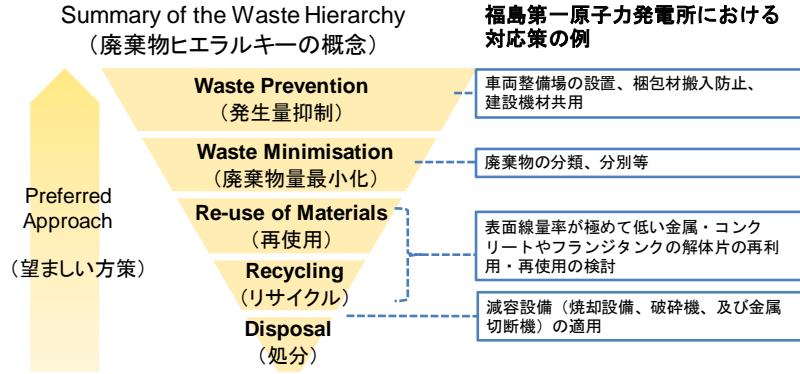 Summary of the Waste Hierarchy
(廃棄物ヒエラルキーの概念)
福島第一原子力発電所における
対応策の例
Waste Prevention
(発生量抑制)
車両整備場の設置、梱包材搬入防止、
建設機材共用
Waste Minimisation
(廃棄物量最小化)
廃棄物の分類、分別等
Preferred
Approach
(望ましい方策)
Re-use of Materials
(再使用)
Recycling
(リサイクル)
表面線量率が極めて低い金属・コンク
リートやフランジタンクの解体片の再利
用・再使用の検討
Disposal
(処分)
減容設備(焼却設備、破砕機、及び金属
切断機)の適用